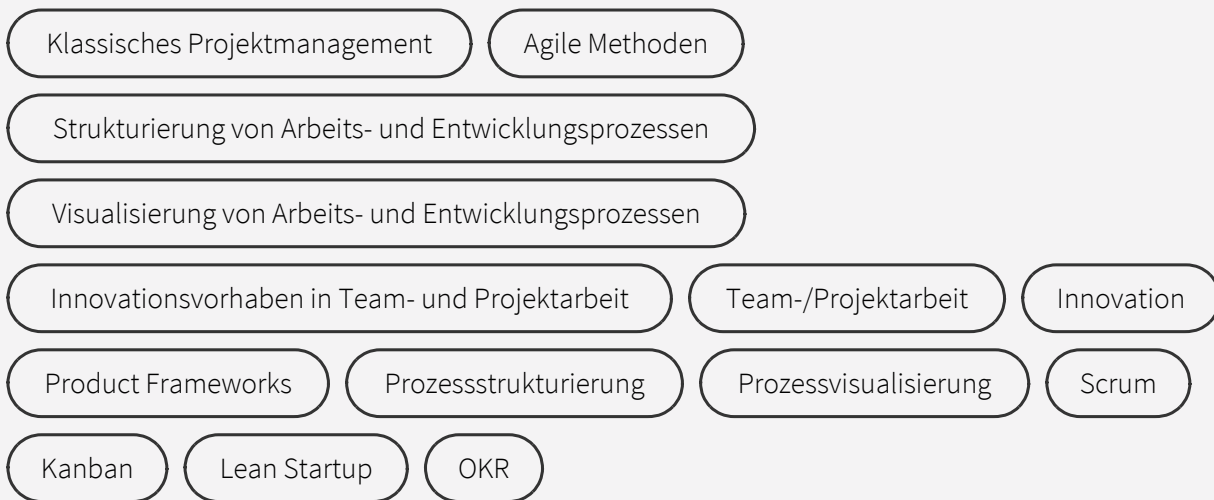 Klassisches Projektmanagement Agile Methoden
Strukturierung von Arbeits- und Entwicklungsprozessen
Visualisierung von Arbeits- und Entwicklungsprozessen
Innovationsvorhaben in Team- und Projektarbeit Team-/Projektarbeit Innovation
Product Frameworks Prozessstrukturierung Prozessvisualisierung Scrum
Kanban Lean Startup OKR